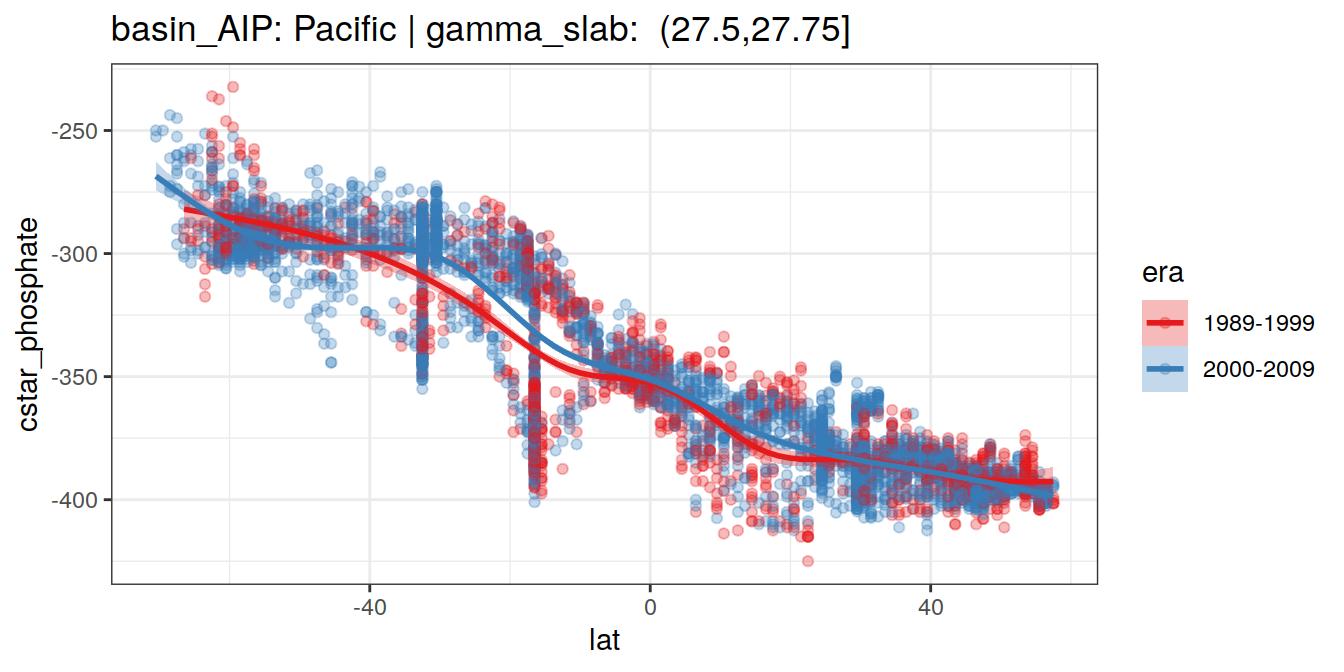 basin_AIP: Pacific | gamma_slab:  (27.5,27.75]
-250
-300
-350
-400
cstar_phosphate
-40
0
40
lat
era
1989-1999
2000-2009